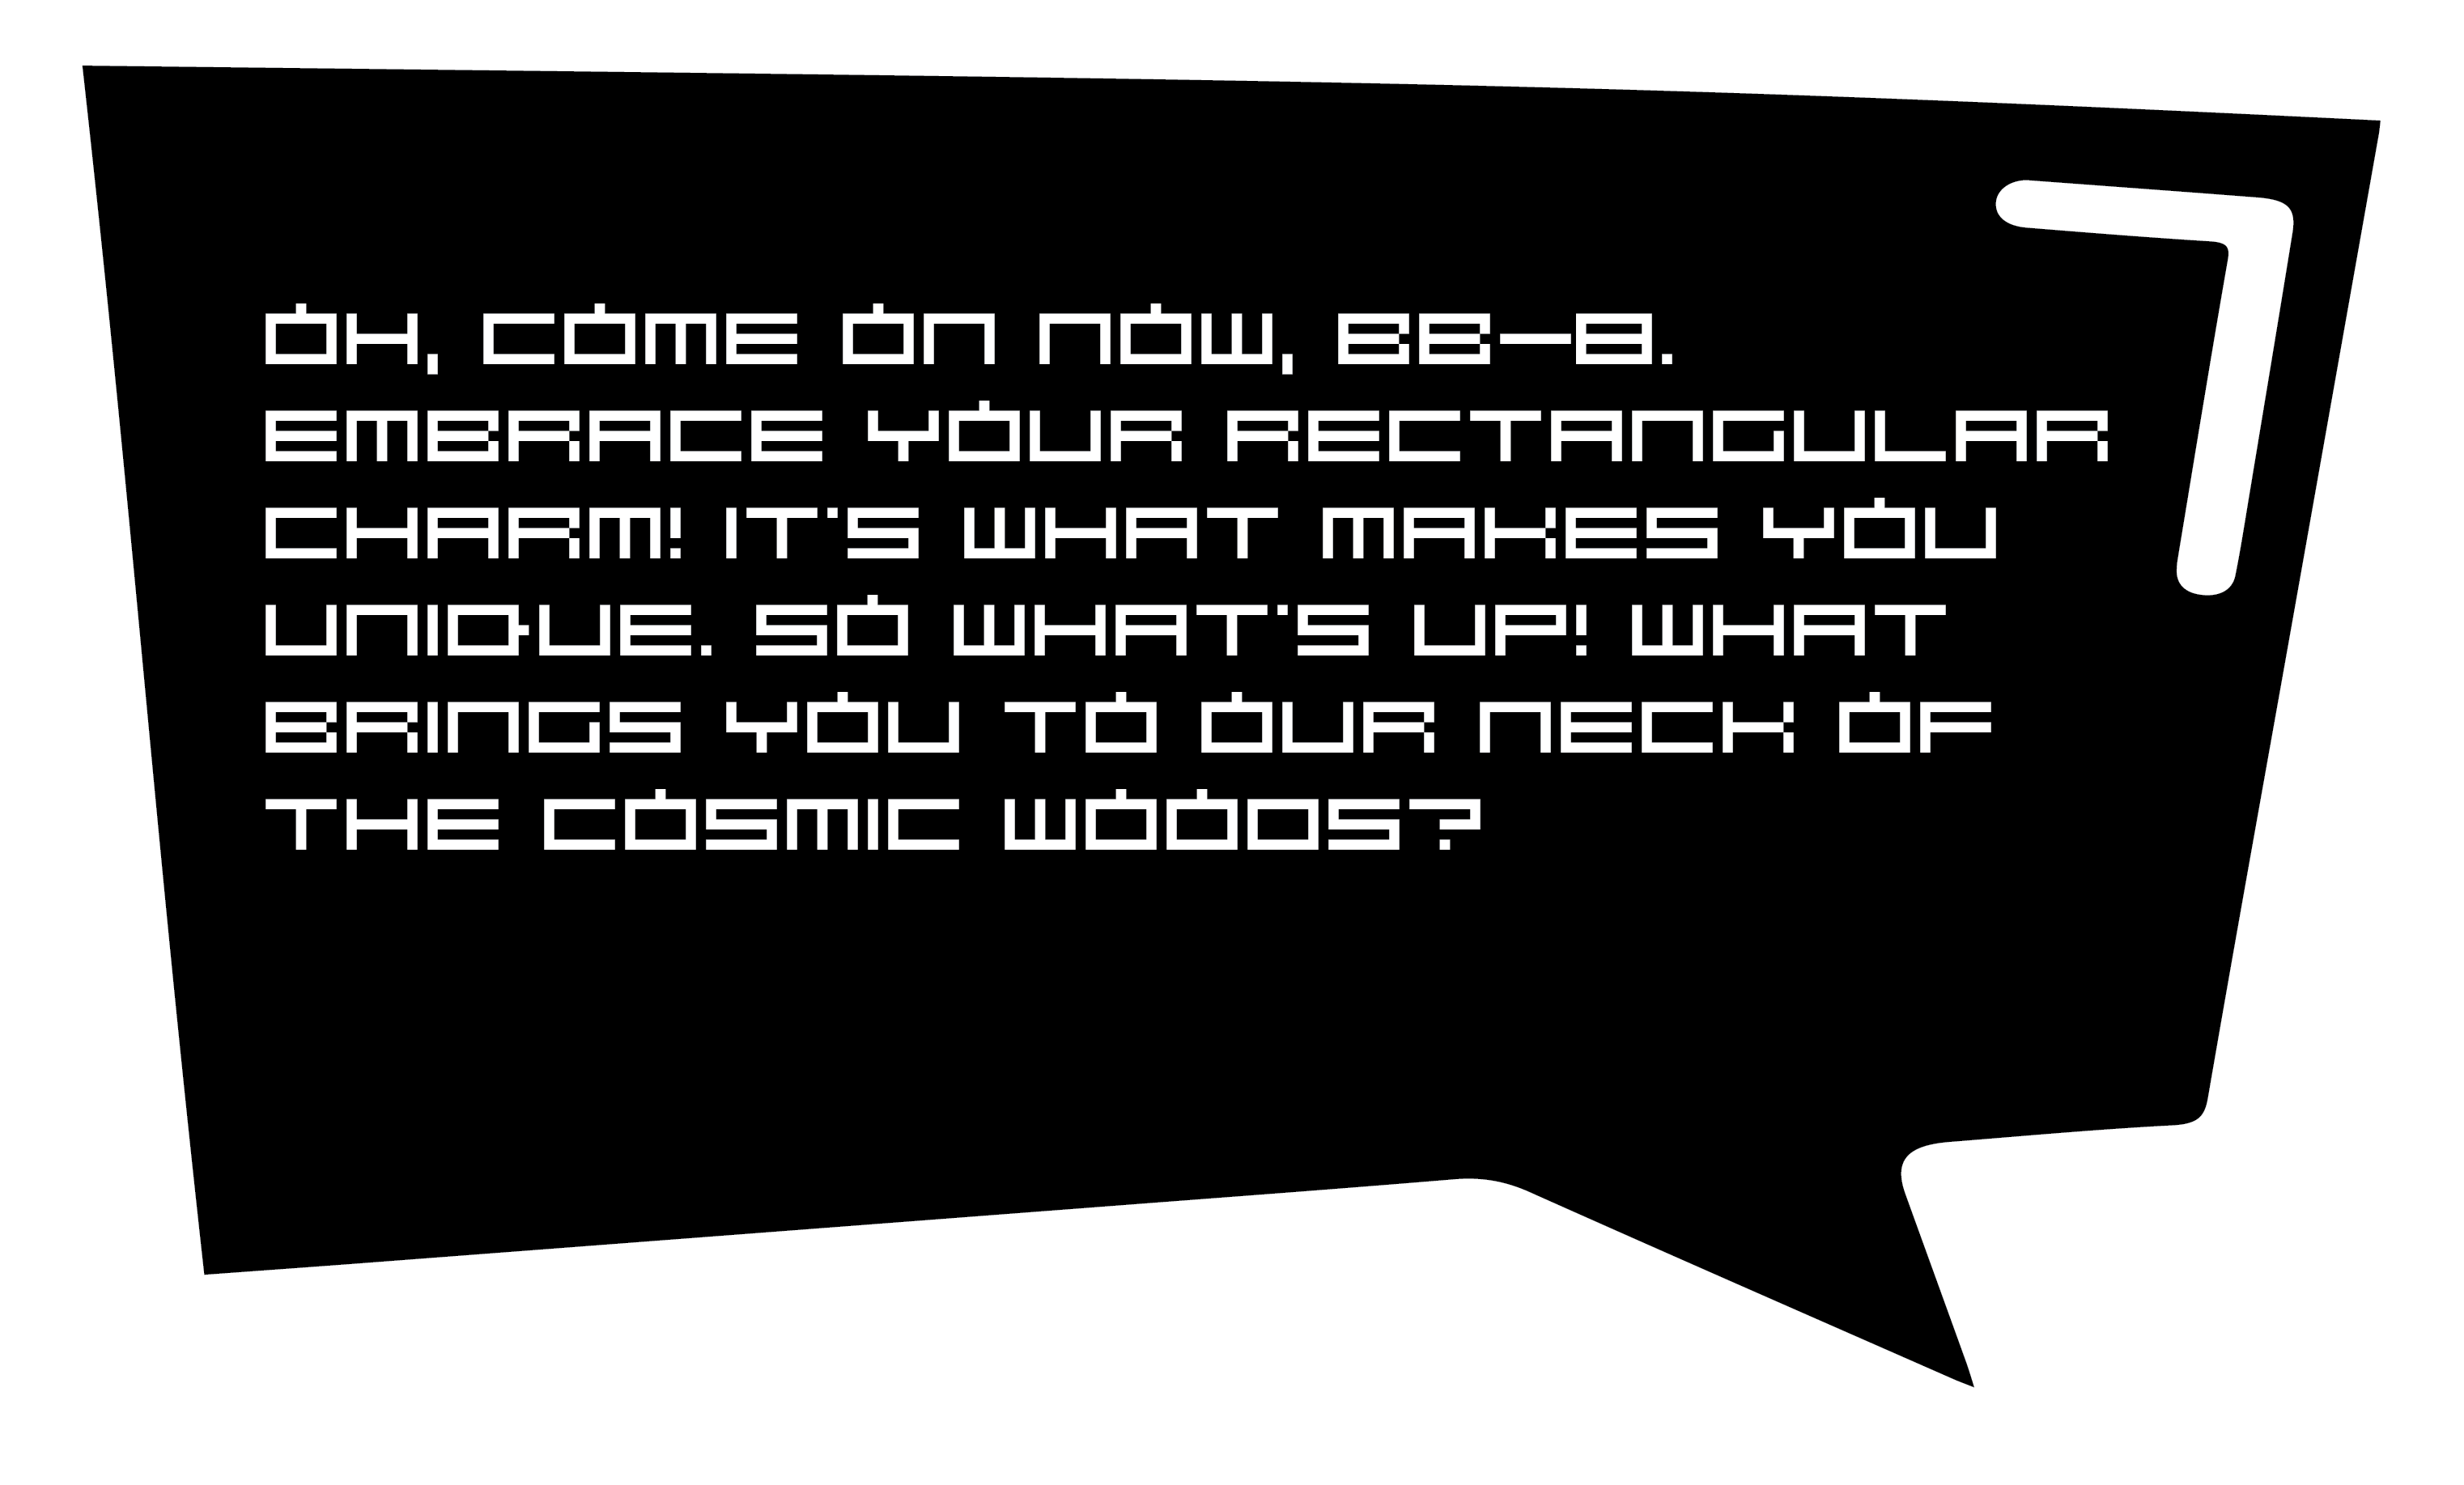 OH, COME ON NOW, BB-8.
EMBRACE YOUR RECTANGULAR
CHARM! IT'S WHAT MAKES YOU
UNIQUE. SO WHAT'S UP! WHAT
BRINGS YOU TO OUR NECK OF
THE COSMIC WOODS?